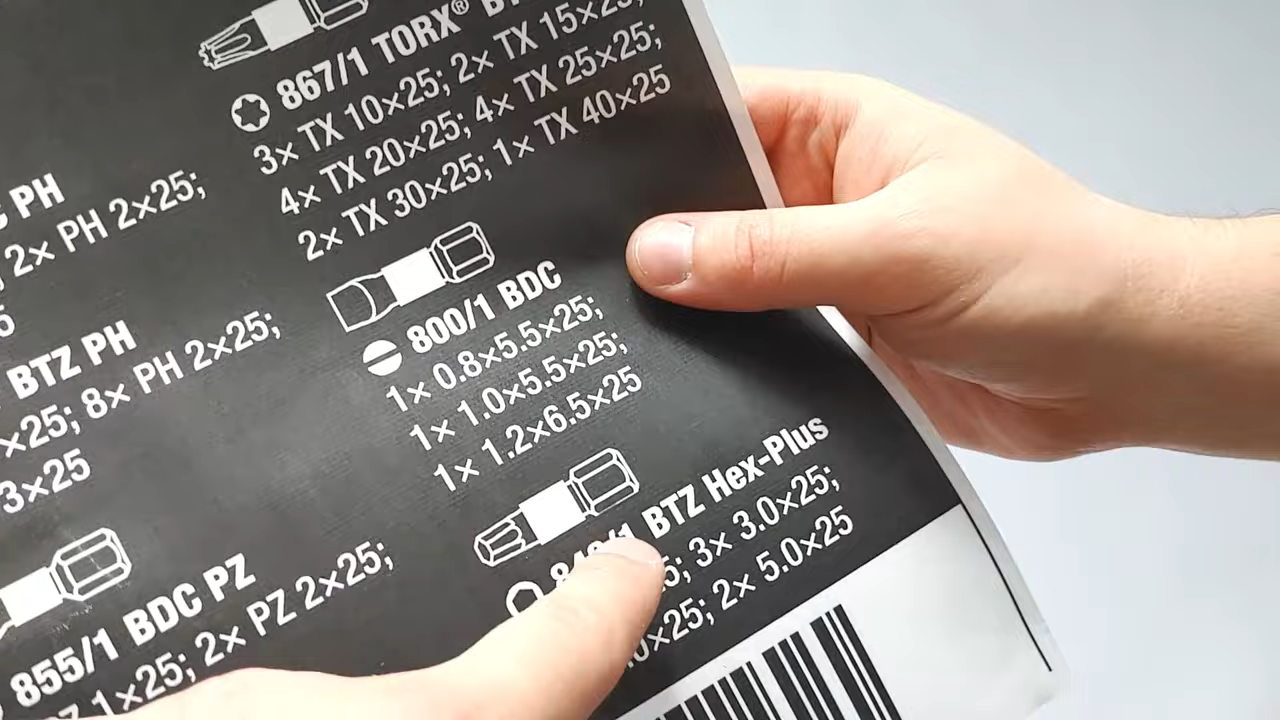 PH
2× PH 2×25;
BTZ PH
×25; 8× PH 2×25;
3×25
855/1 BDC PZ
1×25; 2× PZ 2×25;
867/1 TORX®
3× TX 10×25; 2× TX 15×25;
4× TX 20×25; 4× TX 25×25;
2× TX 30×25; 1× TX 40×25
800/1 BDC
1× 0.8×5.5×25;
1× 1.0×5.5×25;
1× 1.2×6.5×25
BTZ Hex-Plus
3× 3.0×25;
×25; 2× 5.0×25